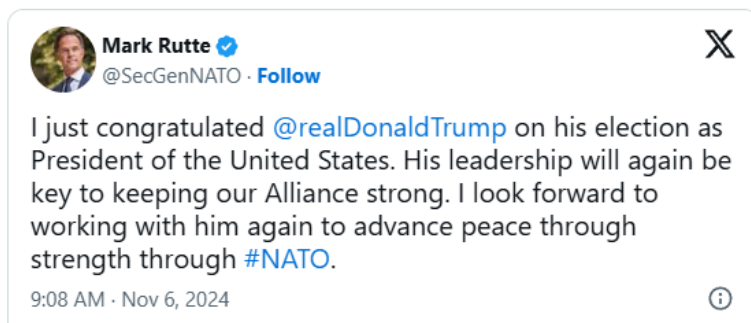 Mark Rutte
@SecGenNATO · Follow
I just congratulated @realDonaldTrump on his election as
President of the United States. His leadership will again be
key to keeping our Alliance strong. I look forward to
working with him again to advance peace through
strength through #NATO.
9:08 AM · Nov 6, 2024